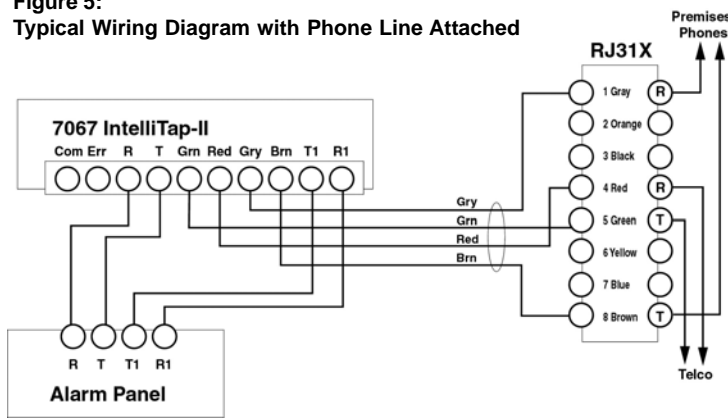 Figure 5:
Typical Wiring Diagram with Phone Line Attached
Premises
Phones
RJ31X
1 Gray R
2 Orange
3 Black
4 Red R
5 Green T
6 Yellow
7 Blue
8 Brown T
Telco
7067 IntelliTap-II
Com Err R T Grn Red Gry Brn T1 R1
Gry
Grn
Red
Brn
R T T1 R1
Alarm Panel